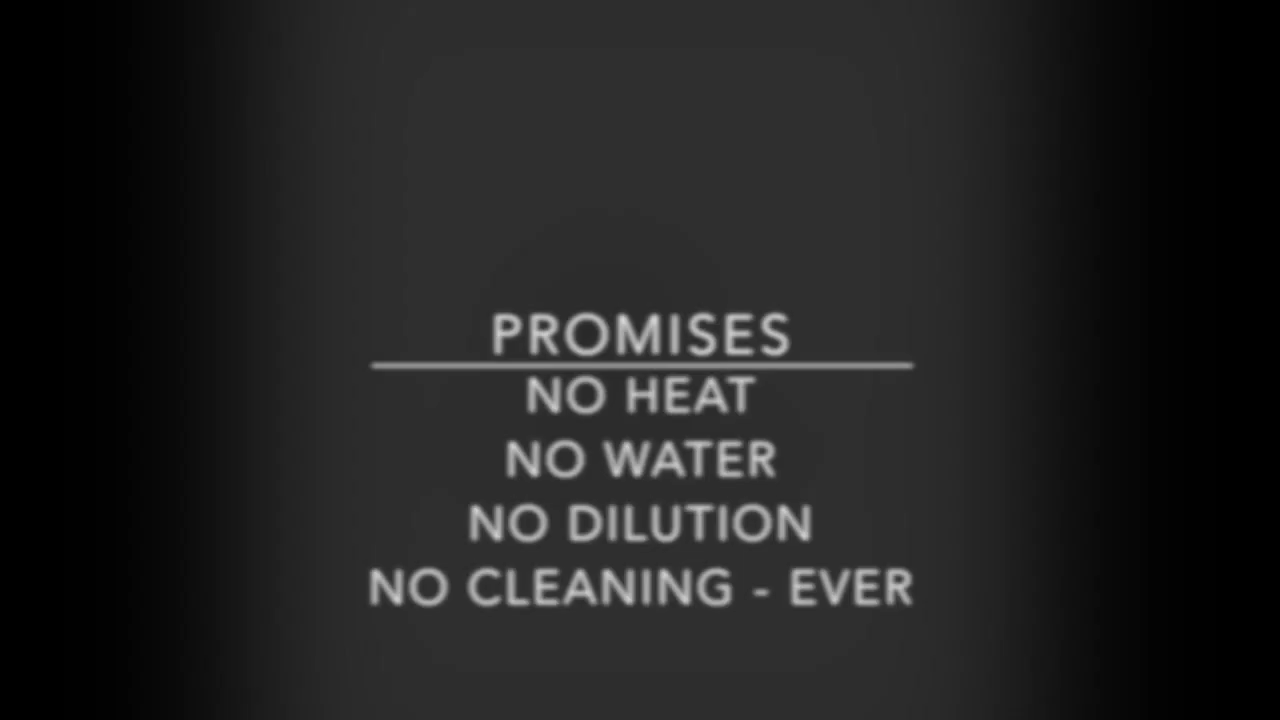 PROMISES
NO HEAT
NO WATER
NO DILUTION
NO CLEANING - EVER